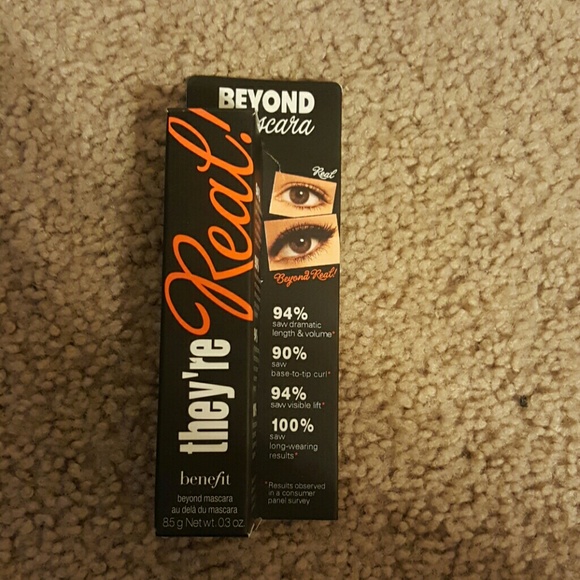 they're Real!
benefit
beyond mascara
au delà du mascara
8.5 g Net wt. 0.3 oz.
BEYOND
Real
Beyond Real!
94%
saw dramatic
length & volume*
90%
saw
base-to-tip curl*
94%
saw visible lift*
100%
saw
long-wearing
results*
*Results observed
in a consumer
panel survey